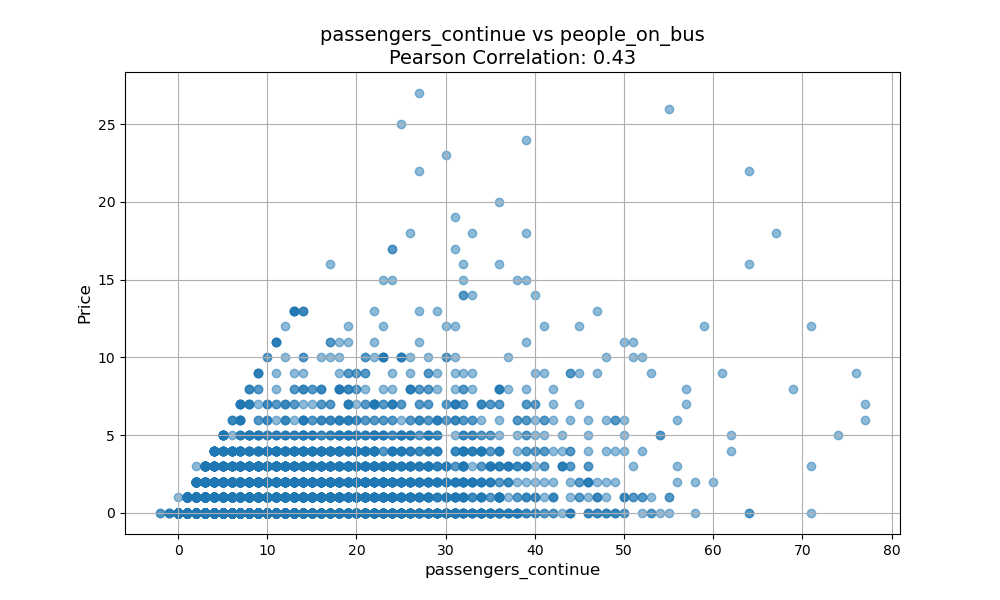 passengers_continue vs people_on_bus
Pearson Correlation: 0.43
Price
25
20
15
10
5
0
0 10 20 30 40 50 60 70 80
passengers_continue